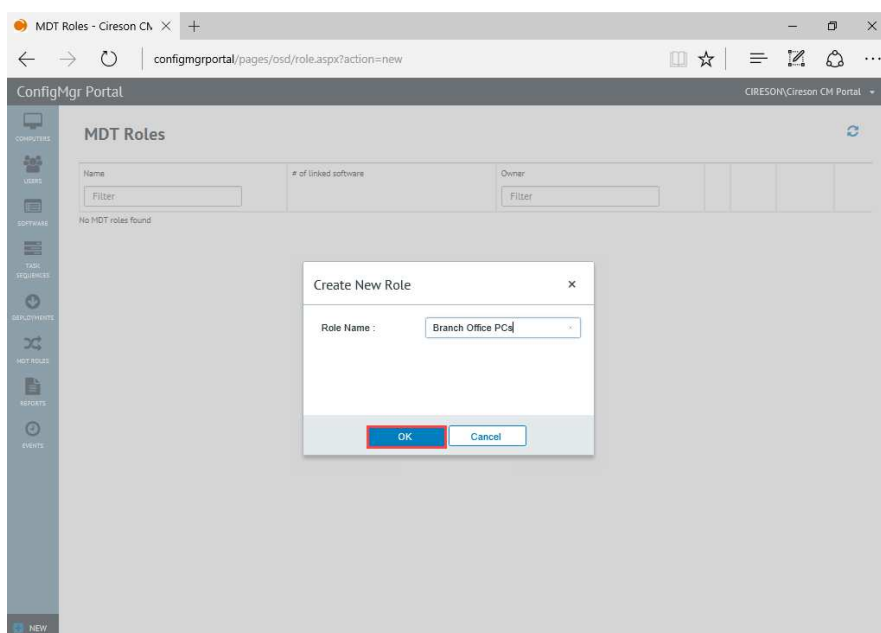 MDT Roles - Cireson CM
configmgrportal/pages/osd/role.aspx?action=new
ConfigMgr Portal
CIRESON\Cireson CM Portal
COMPUTERS
USERS
SOFTWARE
TASK SEQUENCES
DEPLOYMENTS
MDT ROLES
REPORTS
EVENTS
NEW
MDT Roles
Name # of linked software Owner
Filter Filter
No MDT roles found
Create New Role
Role Name : Branch Office PCs
OK Cancel